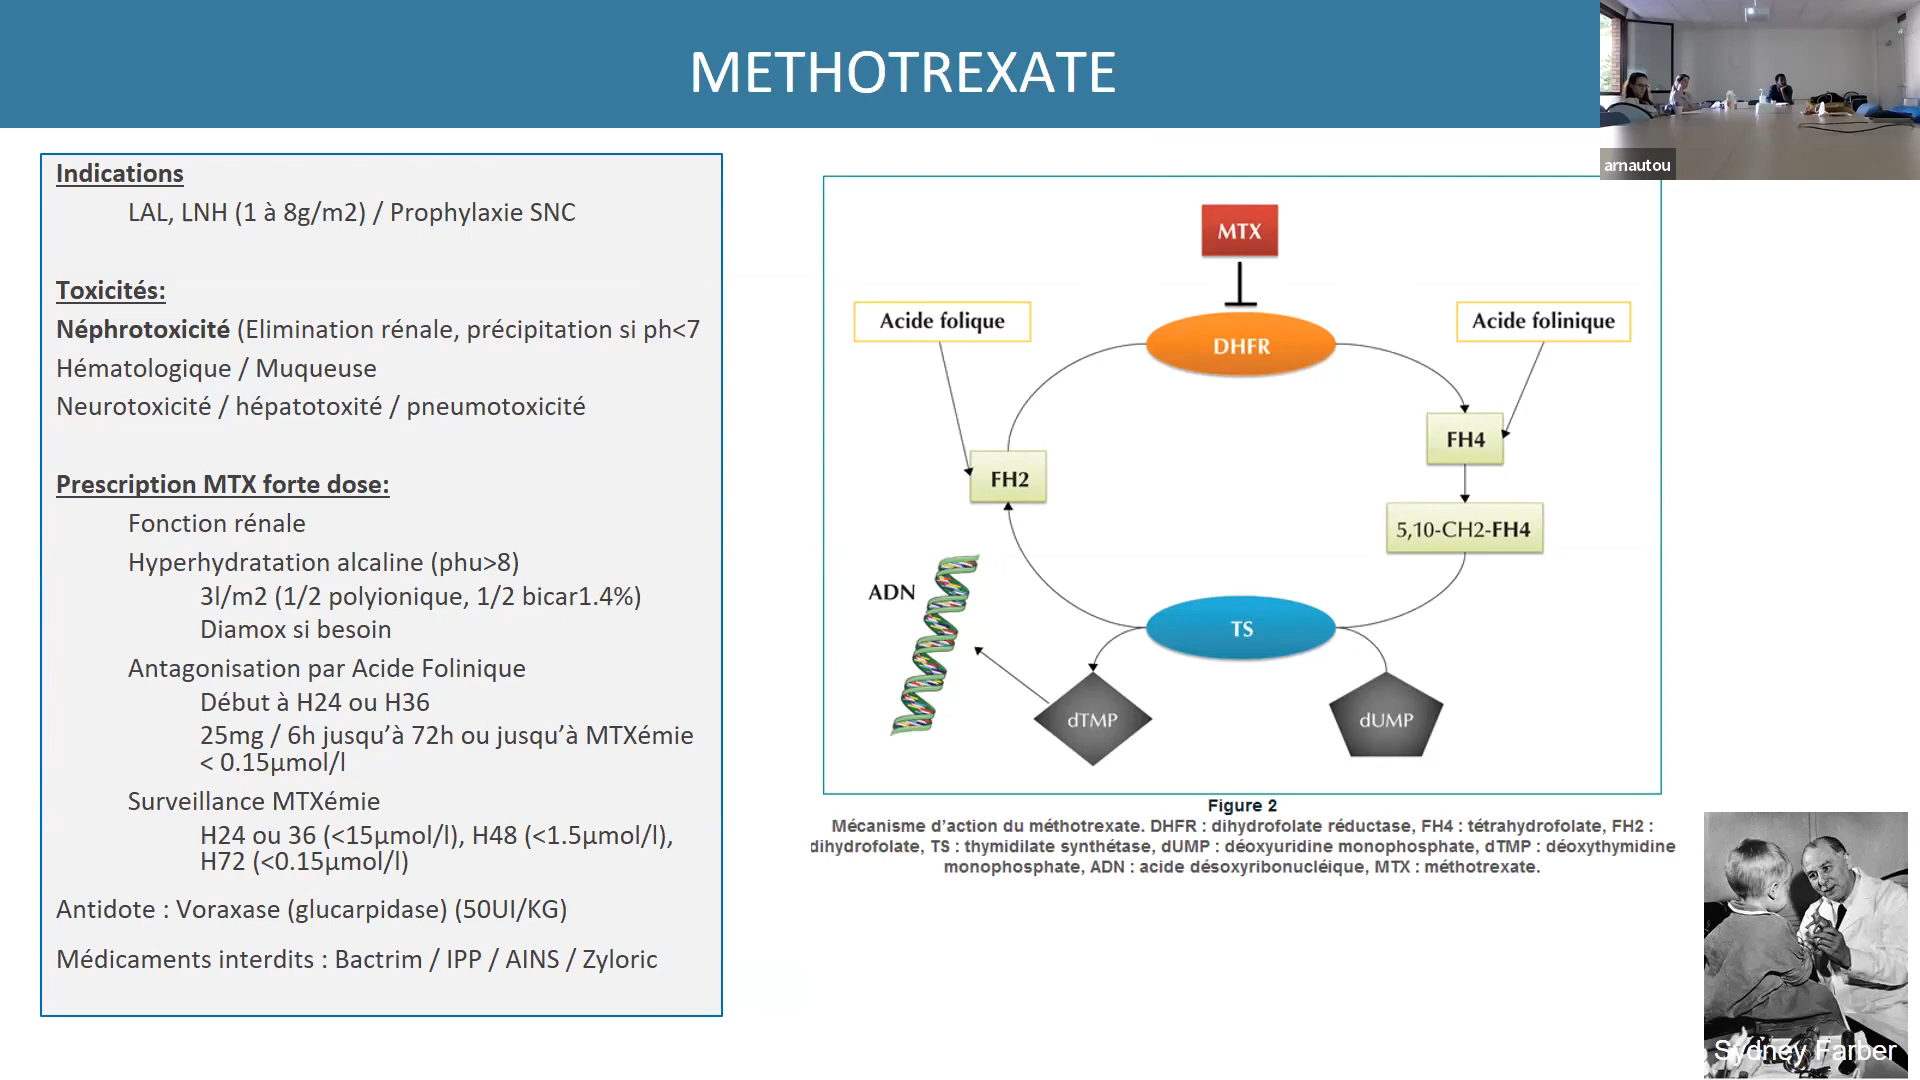 METHOTREXATE
arnautou
Indications
LAL, LNH (1 à 8g/m2) / Prophylaxie SNC
Toxicités:
Néphrotoxicité (Elimination rénale, précipitation si ph<7
Hématologique / Muqueuse
Neurotoxicité / hépatotoxité / pneumotoxicité
Prescription MTX forte dose:
Fonction rénale
Hyperhydratation alcaline (phu>8)
3l/m2 (1/2 polyionique, 1/2 bicar1.4%)
Diamox si besoin
Antagonisation par Acide Folinique
Début à H24 ou H36
25mg / 6h jusqu’à 72h ou jusqu’à MTXémie
< 0.15µmol/l
Surveillance MTXémie
H24 ou 36 (<15µmol/l), H48 (<1.5µmol/l),
H72 (<0.15µmol/l)
Antidote : Voraxase (glucarpidase) (50UI/KG)
Médicaments interdits : Bactrim / IPP / AINS / Zyloric
MTX
Acide folique
DHFR
Acide folinique
FH4
FH2
5,10-CH2-FH4
ADN
TS
dTMP
dUMP
Figure 2
Mécanisme d’action du méthotrexate. DHFR : dihydrofolate réductase, FH4 : tétrahydrofolate, FH2 :
dihydrofolate, TS : thymidilate synthétase, dUMP : déoxyuridine monophosphate, dTMP : déoxythymidine
monophosphate, ADN : acide désoxyribonucléique, MTX : méthotrexate.
Sydney Farber